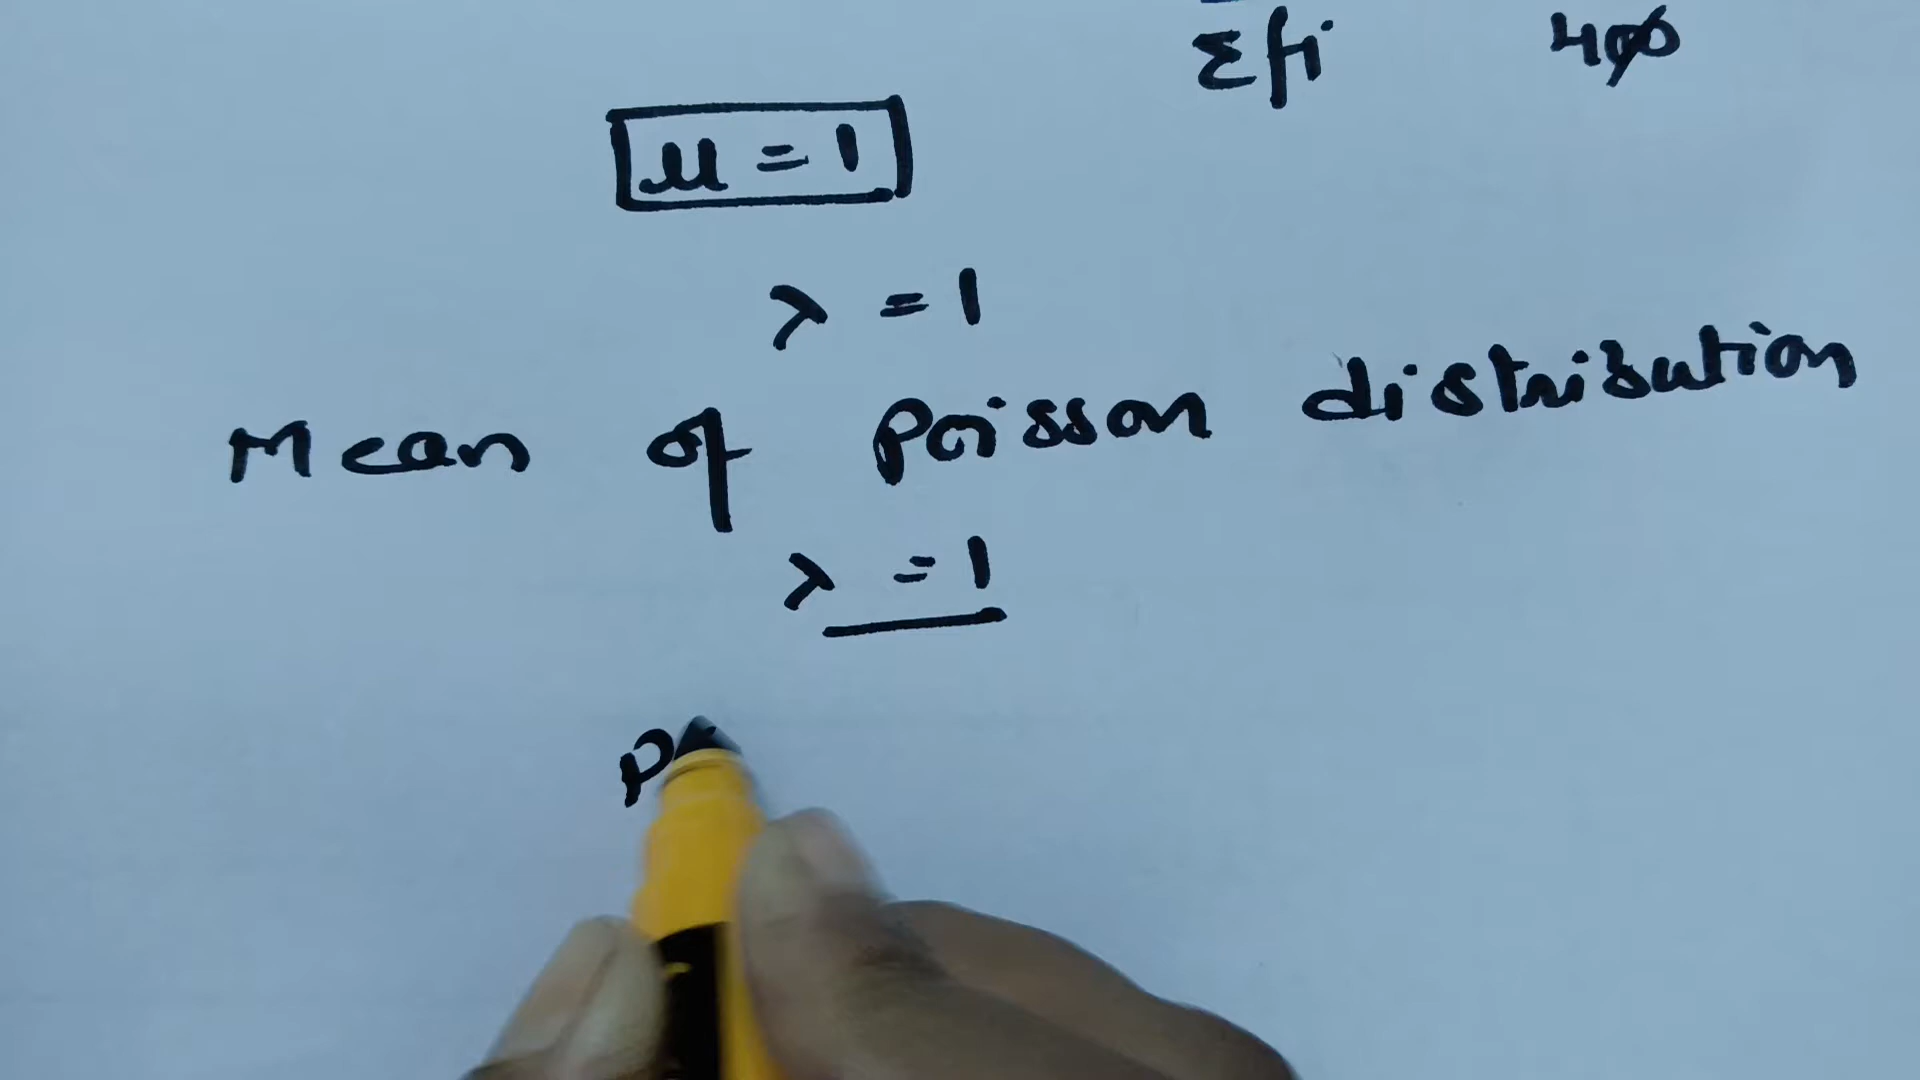 Σfi 400
μ = 1
λ = 1
Mean of Poisson distribution
λ = 1
P